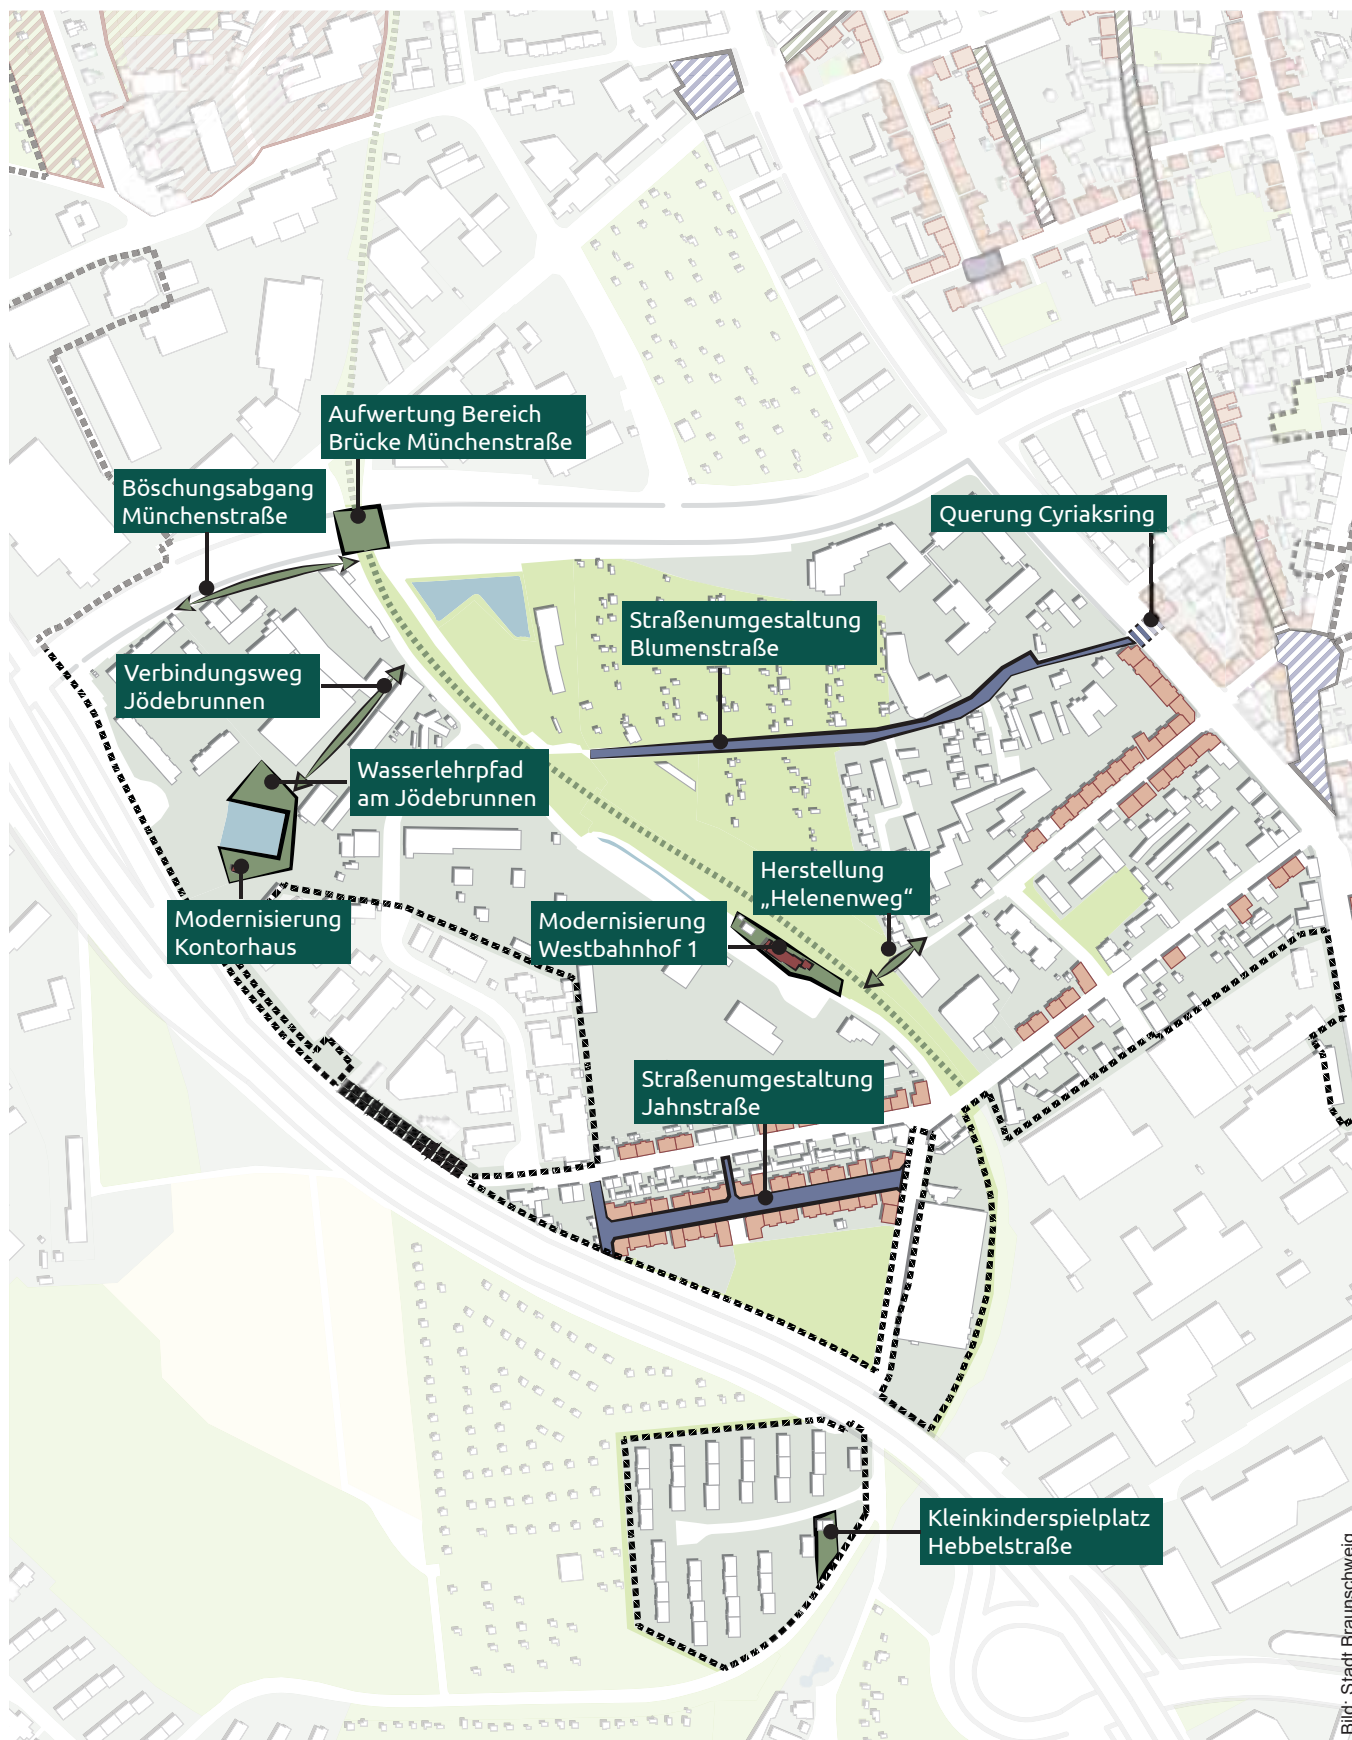 Aufwertung Bereich
Brücke Münchenstraße
Böschungsabgang
Münchenstraße
Querung Cyriaksring
Straßenumgestaltung
Blumenstraße
Verbindungsweg
Jödebrunnen
Wasserlehrpfad
am Jödebrunnen
Herstellung
„Helenenweg“
Modernisierung
Kontorhaus
Modernisierung
Westbahnhof 1
Straßenumgestaltung
Jahnstraße
Kleinkinderspielplatz
Hebbelstraße
Bild: Stadt Braunschweig